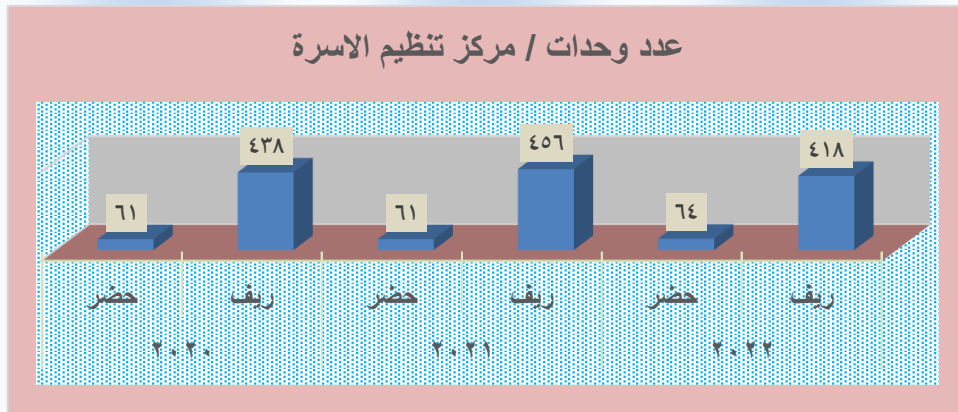 عدد وحدات / مركز تنظيم الاسرة
٦١
٤٣٨
٦١
٤٥٦
٦٤
٤١٨
حضر
ريف
حضر
ريف
حضر
ريف
٢٠٢٠
٢٠٢١
٢٠٢٢